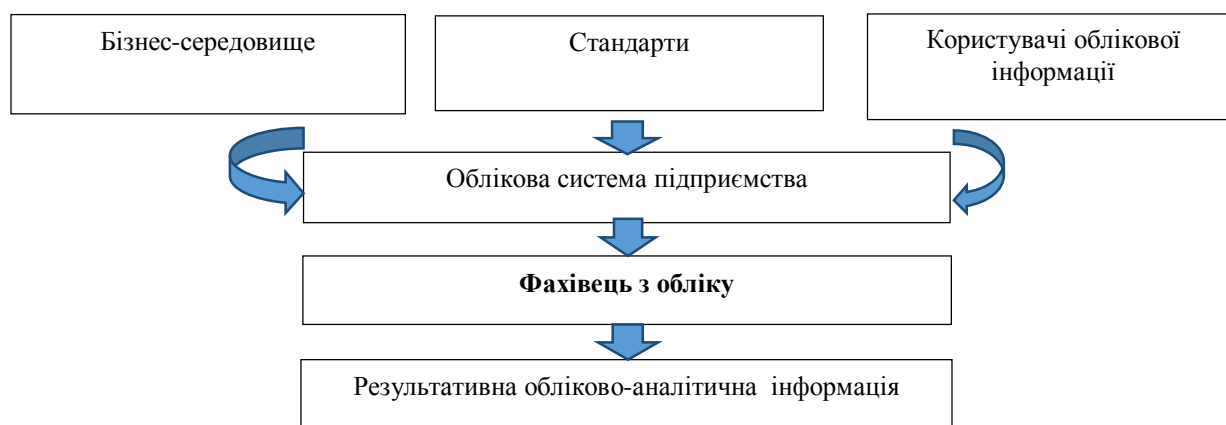 Бізнес-середовище
Стандарти
Користувачі облікової
інформації
Облікова система підприємства
Фахівець з обліку
Результативна обліково-аналітична інформація